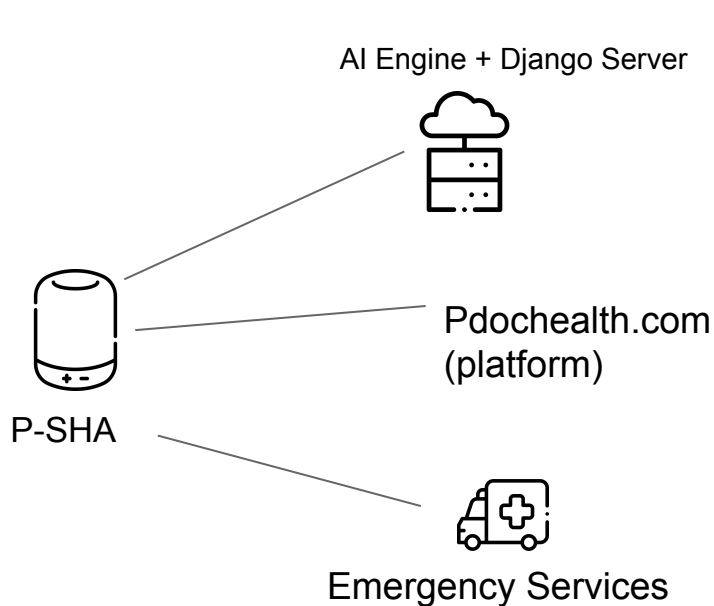 AI Engine + Django Server
Pdochealth.com
(platform)
P-SHA
Emergency Services